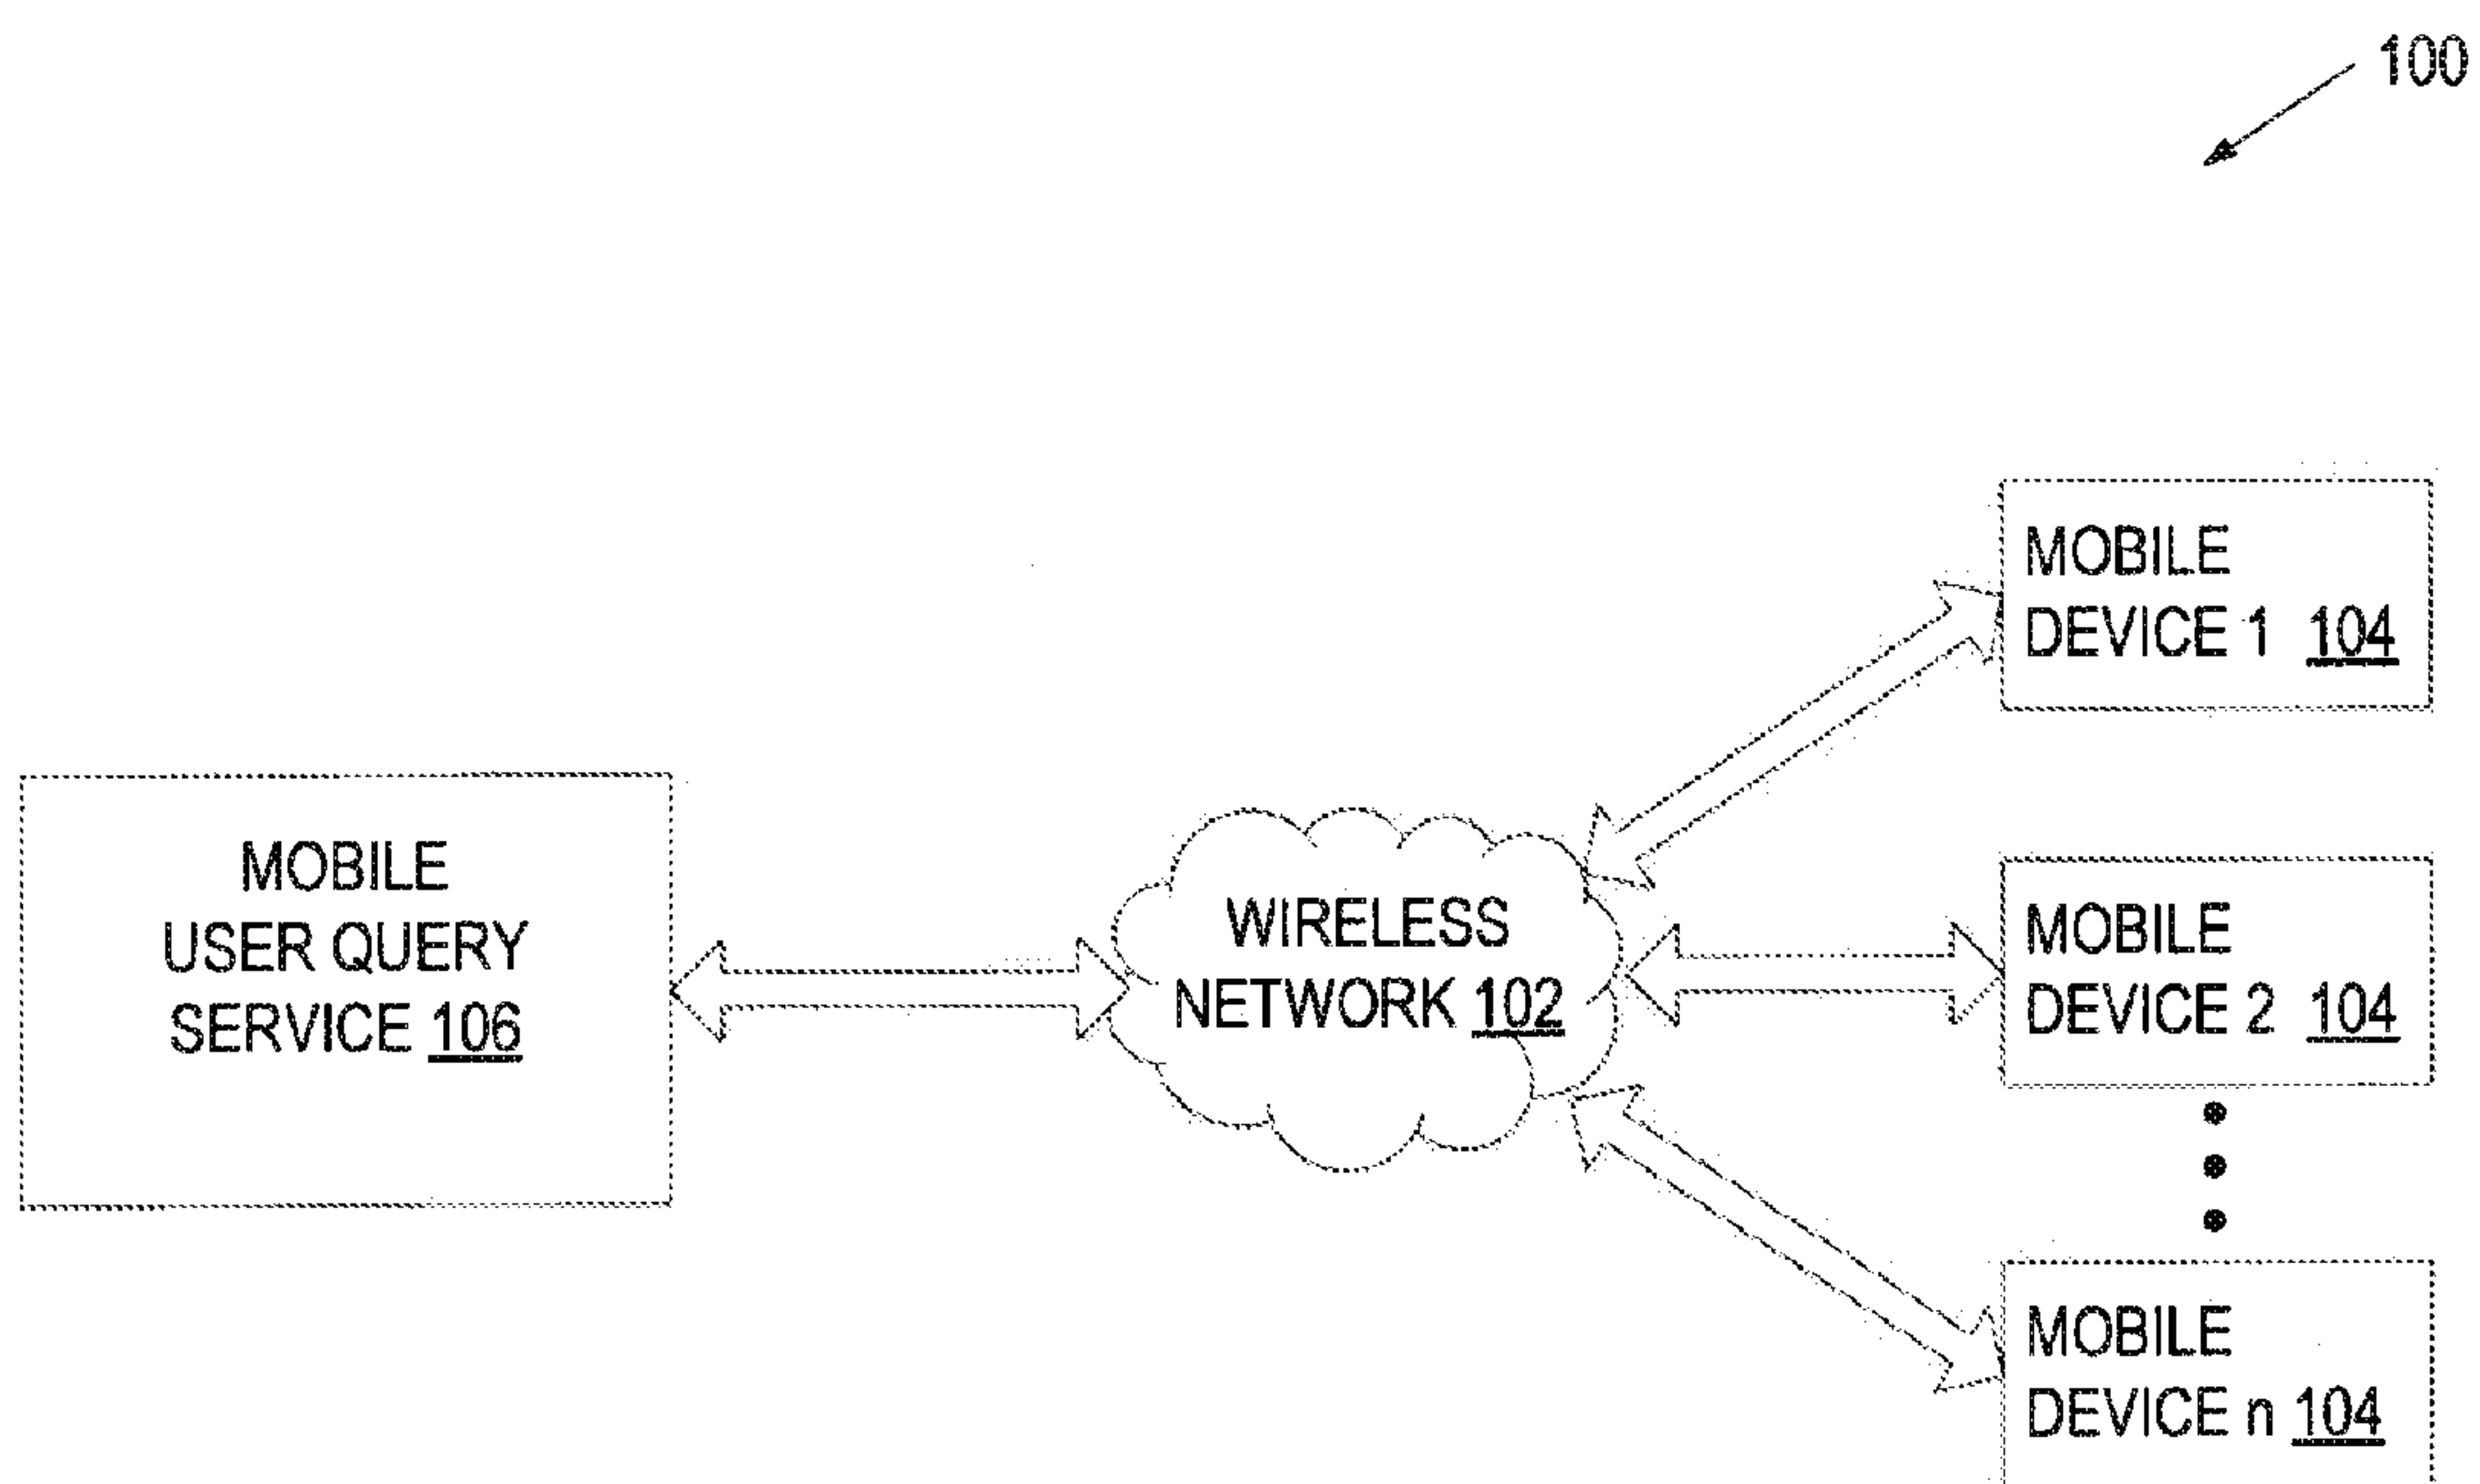 100
MOBILE
DEVICE 1 104
MOBILE
USER QUERY
SERVICE 106
WIRELESS
NETWORK 102
MOBILE
DEVICE 2 104
MOBILE
DEVICE n 104